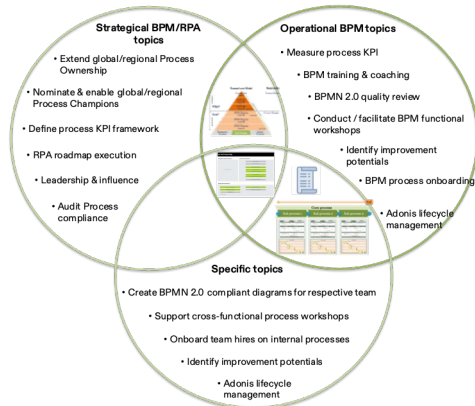 Strategical BPM/RPA
topics
• Extend global/regional Process
Ownership
• Nominate & enable global/regional
Process Champions
• Define process KPI framework
• RPA roadmap execution
• Leadership & influence
• Audit Process
compliance
Operational BPM topics
• Measure process KPI
• BPM training & coaching
• BPMN 2.0 quality review
• Conduct / facilitate BPM functional
workshops
• Identify improvement
potentials
• BPM process onboarding
• Adonis lifecycle
management
Specific topics
• Create BPMN 2.0 compliant diagrams for respective team
• Support cross-functional process workshops
• Onboard team hires on internal processes
• Identify improvement potentials
• Adonis lifecycle
management